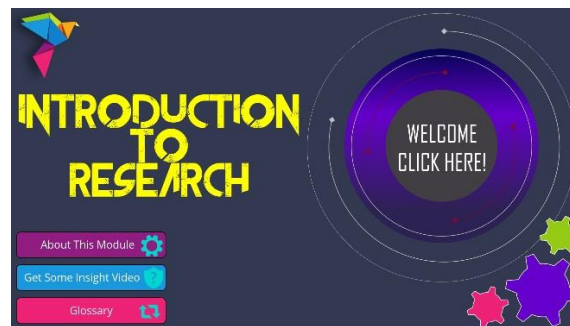 INTRODUCTION
TO
RESEARCH
WELCOME
CLICK HERE!
About This Module
Get Some Insight Video
Glossary